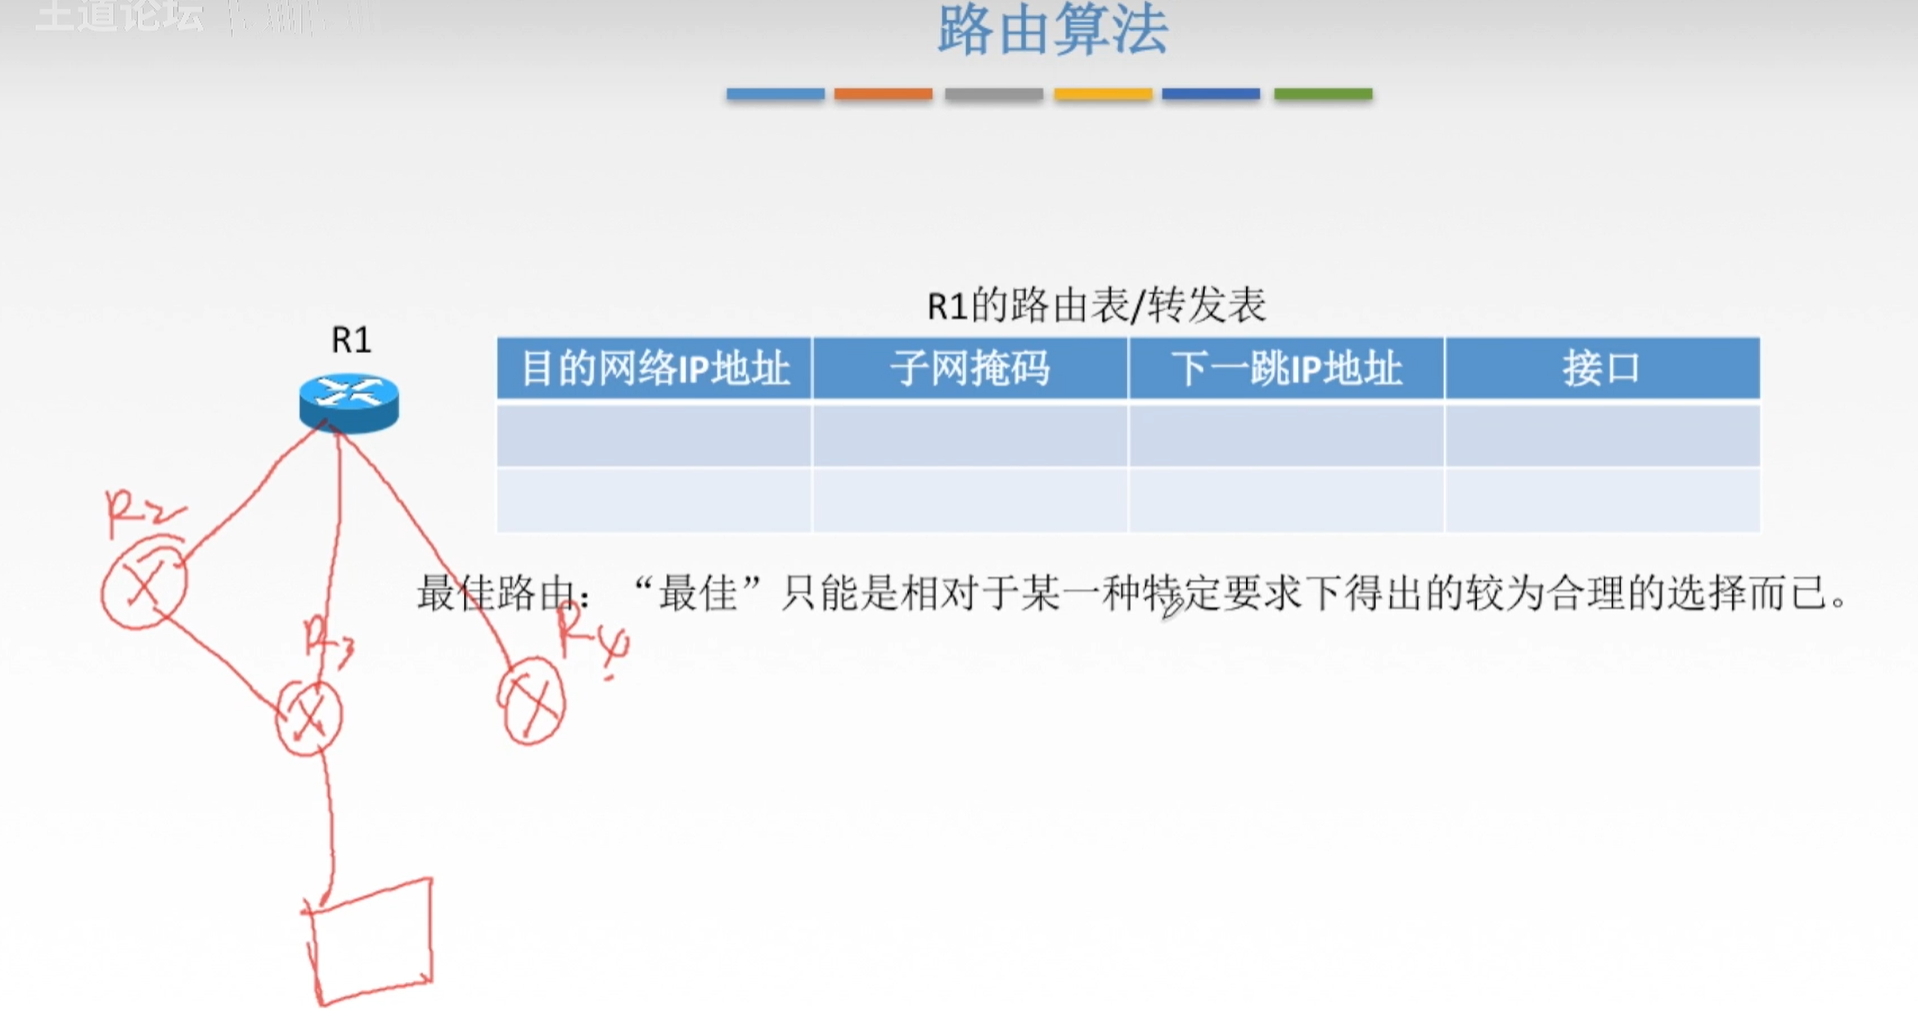 王道论坛
路由算法
R1的路由表/转发表
R1
目的网络IP地址 子网掩码 下一跳IP地址 接口
R2
最佳路由：“最佳”只能是相对于某一种特定要求下得出的较为合理的选择而已。
R3
R4